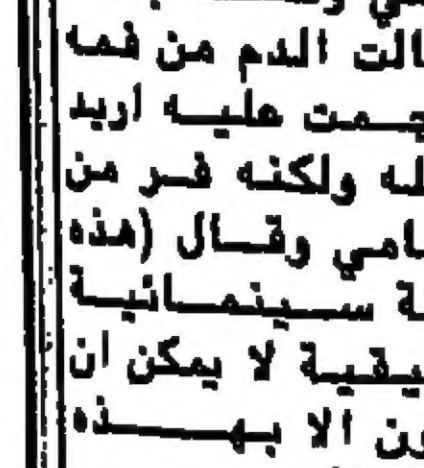 الت الدم من فمه
جمت عليه اريد
له ولكنه فر من
امي وقال (هذه
ة سينمائية
يقية لا يمكن ان
ن الا بهذه